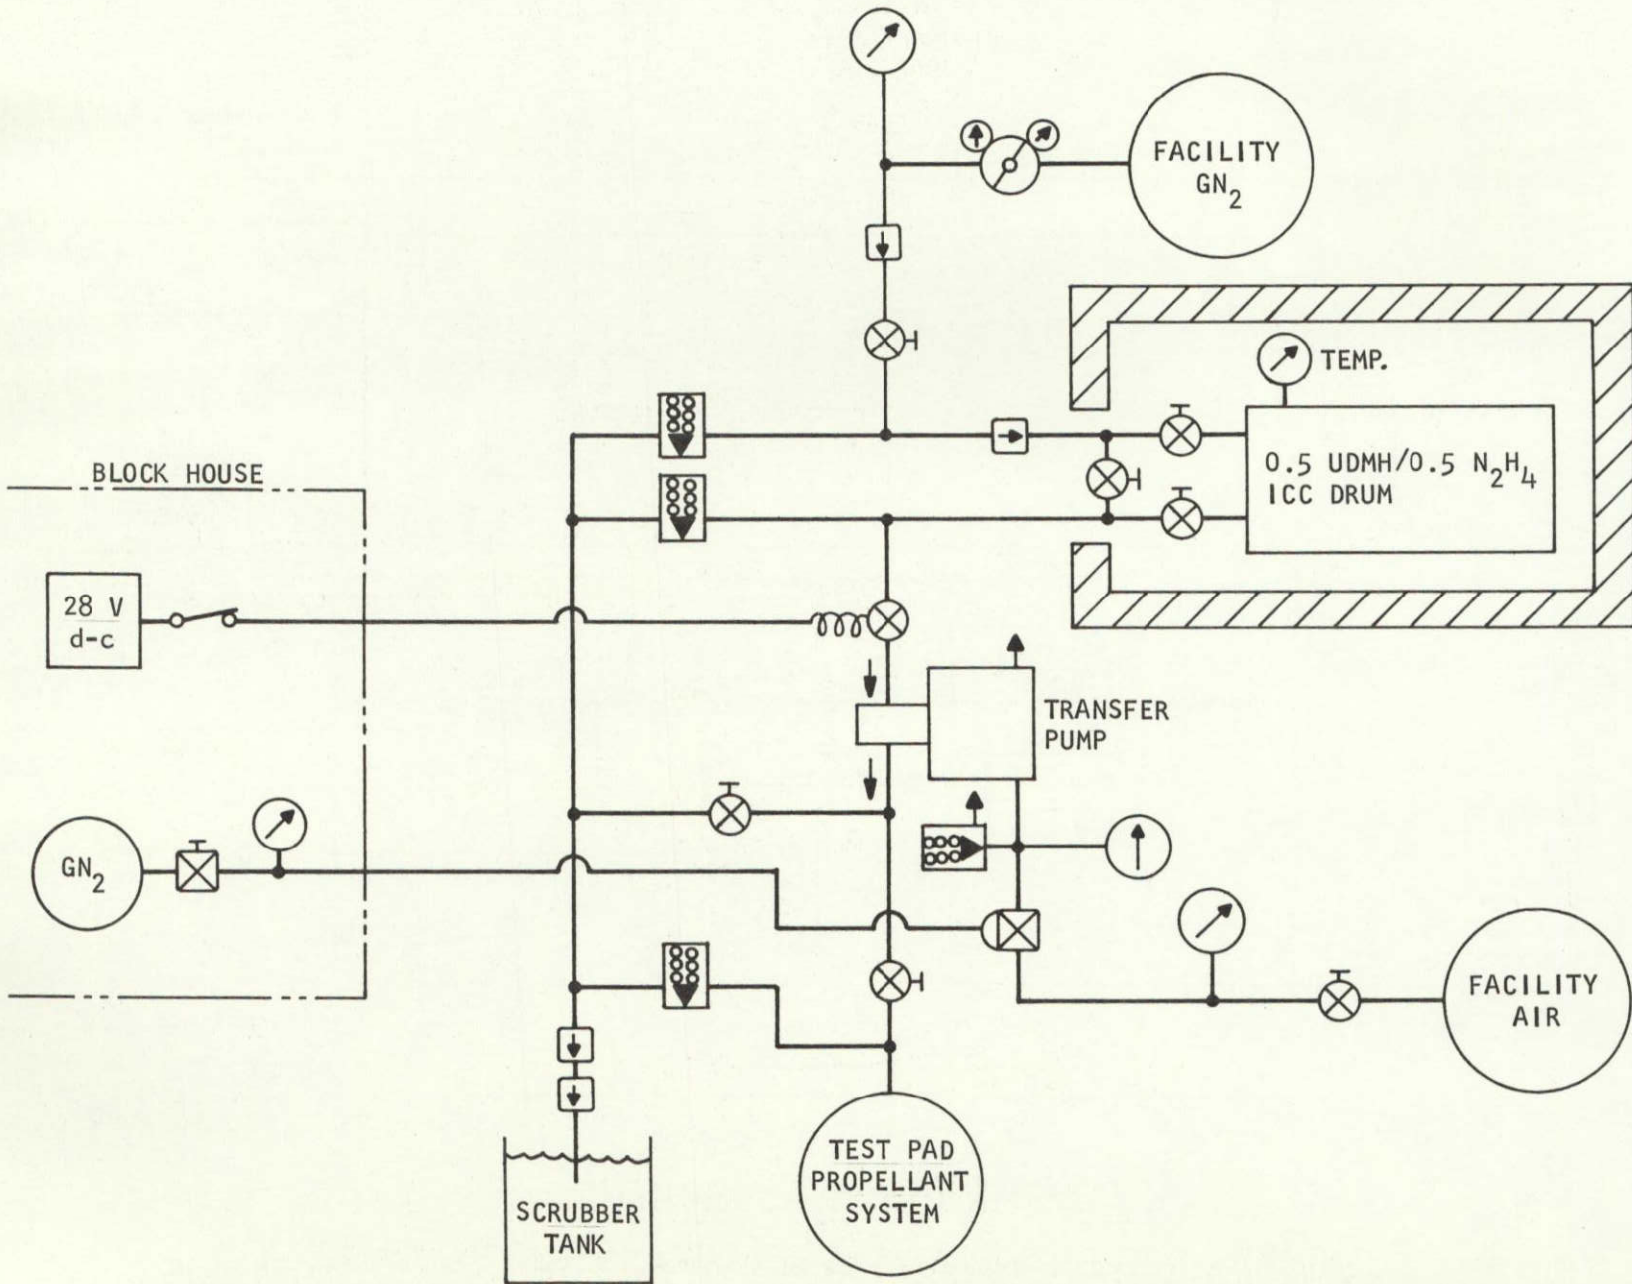 FACILITY
GN₂
TEMP.
0.5 UDMH/0.5 N₂H₄
ICC DRUM
BLOCK HOUSE
28 V
d-c
TRANSFER
PUMP
GN₂
FACILITY
AIR
TEST PAD
PROPELLANT
SYSTEM
SCRUBBER
TANK